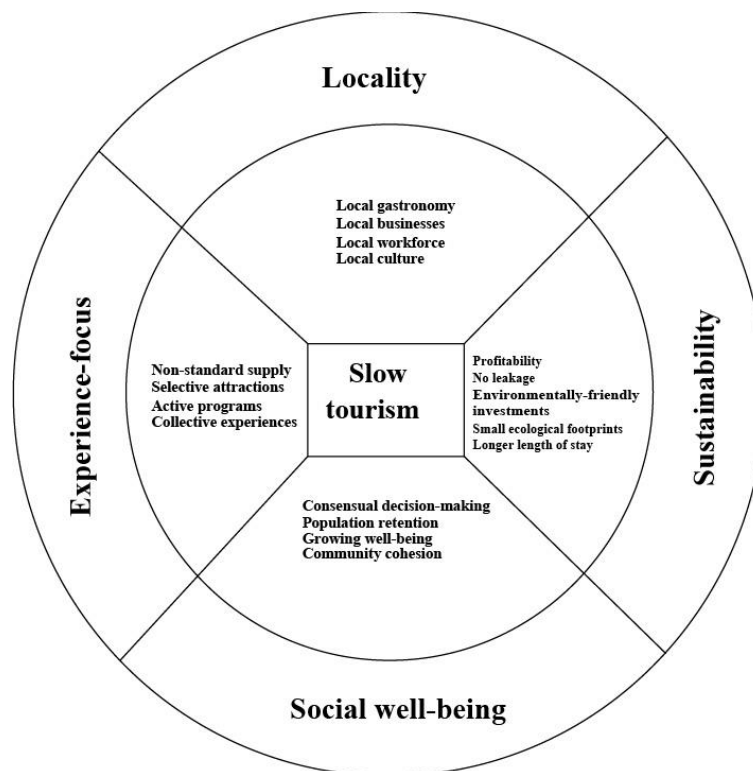 Locality
Local gastronomy
Local businesses
Local workforce
Local culture
Experience-focus
Non-standard supply
Selective attractions
Active programs
Collective experiences
Slow
tourism
Profitability
No leakage
Environmentally-friendly
investments
Small ecological footprints
Longer length of stay
Sustainability
Consensual decision-making
Population retention
Growing well-being
Community cohesion
Social well-being